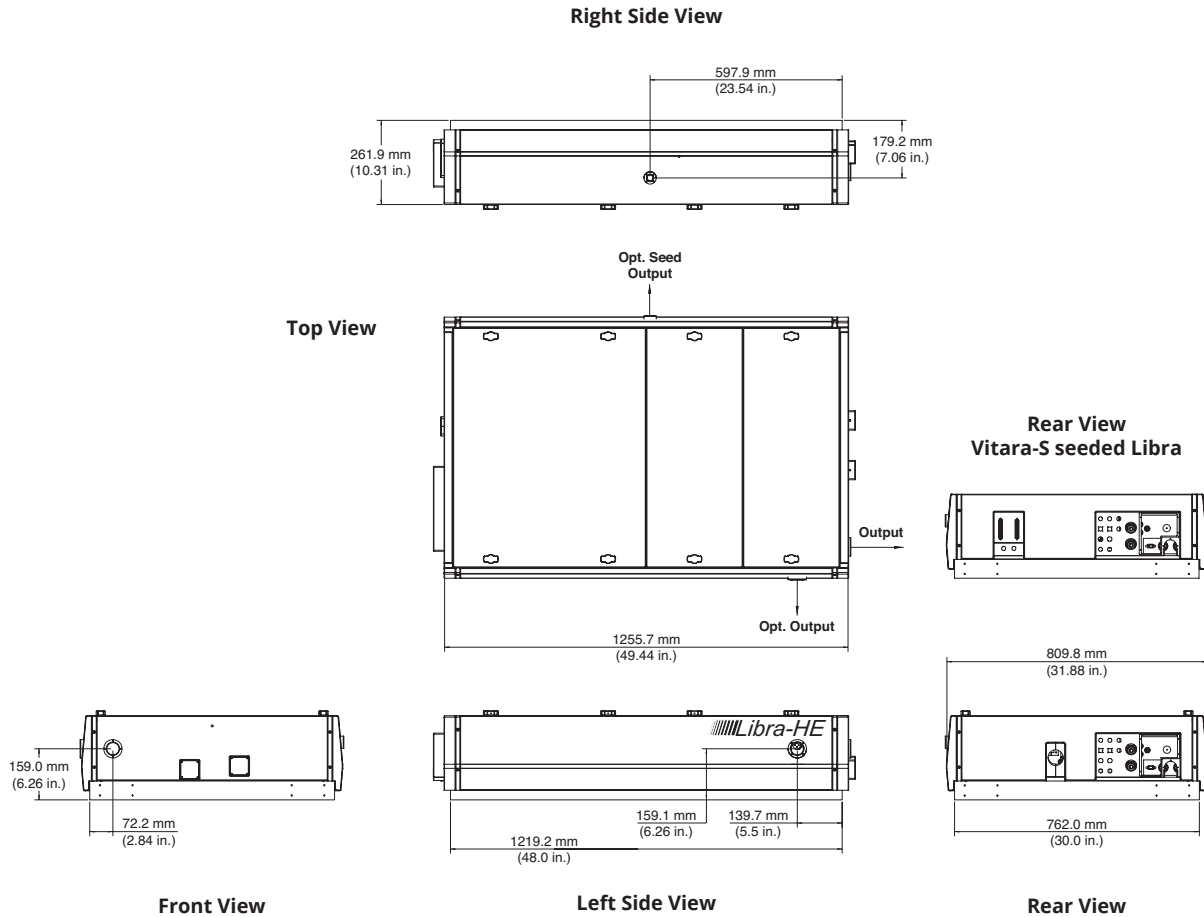 Right Side View
597.9 mm
(23.54 in.)
261.9 mm
(10.31 in.)
179.2 mm
(7.06 in.)
Opt. Seed
Output
Top View
Rear View
Vitara-S seeded Libra
Output
Opt. Output
1255.7 mm
(49.44 in.)
809.8 mm
(31.88 in.)
Libra-HE
159.0 mm
(6.26 in.)
72.2 mm
(2.84 in.)
159.1 mm
(6.26 in.)
139.7 mm
(5.5 in.)
1219.2 mm
(48.0 in.)
762.0 mm
(30.0 in.)
Front View
Left Side View
Rear View